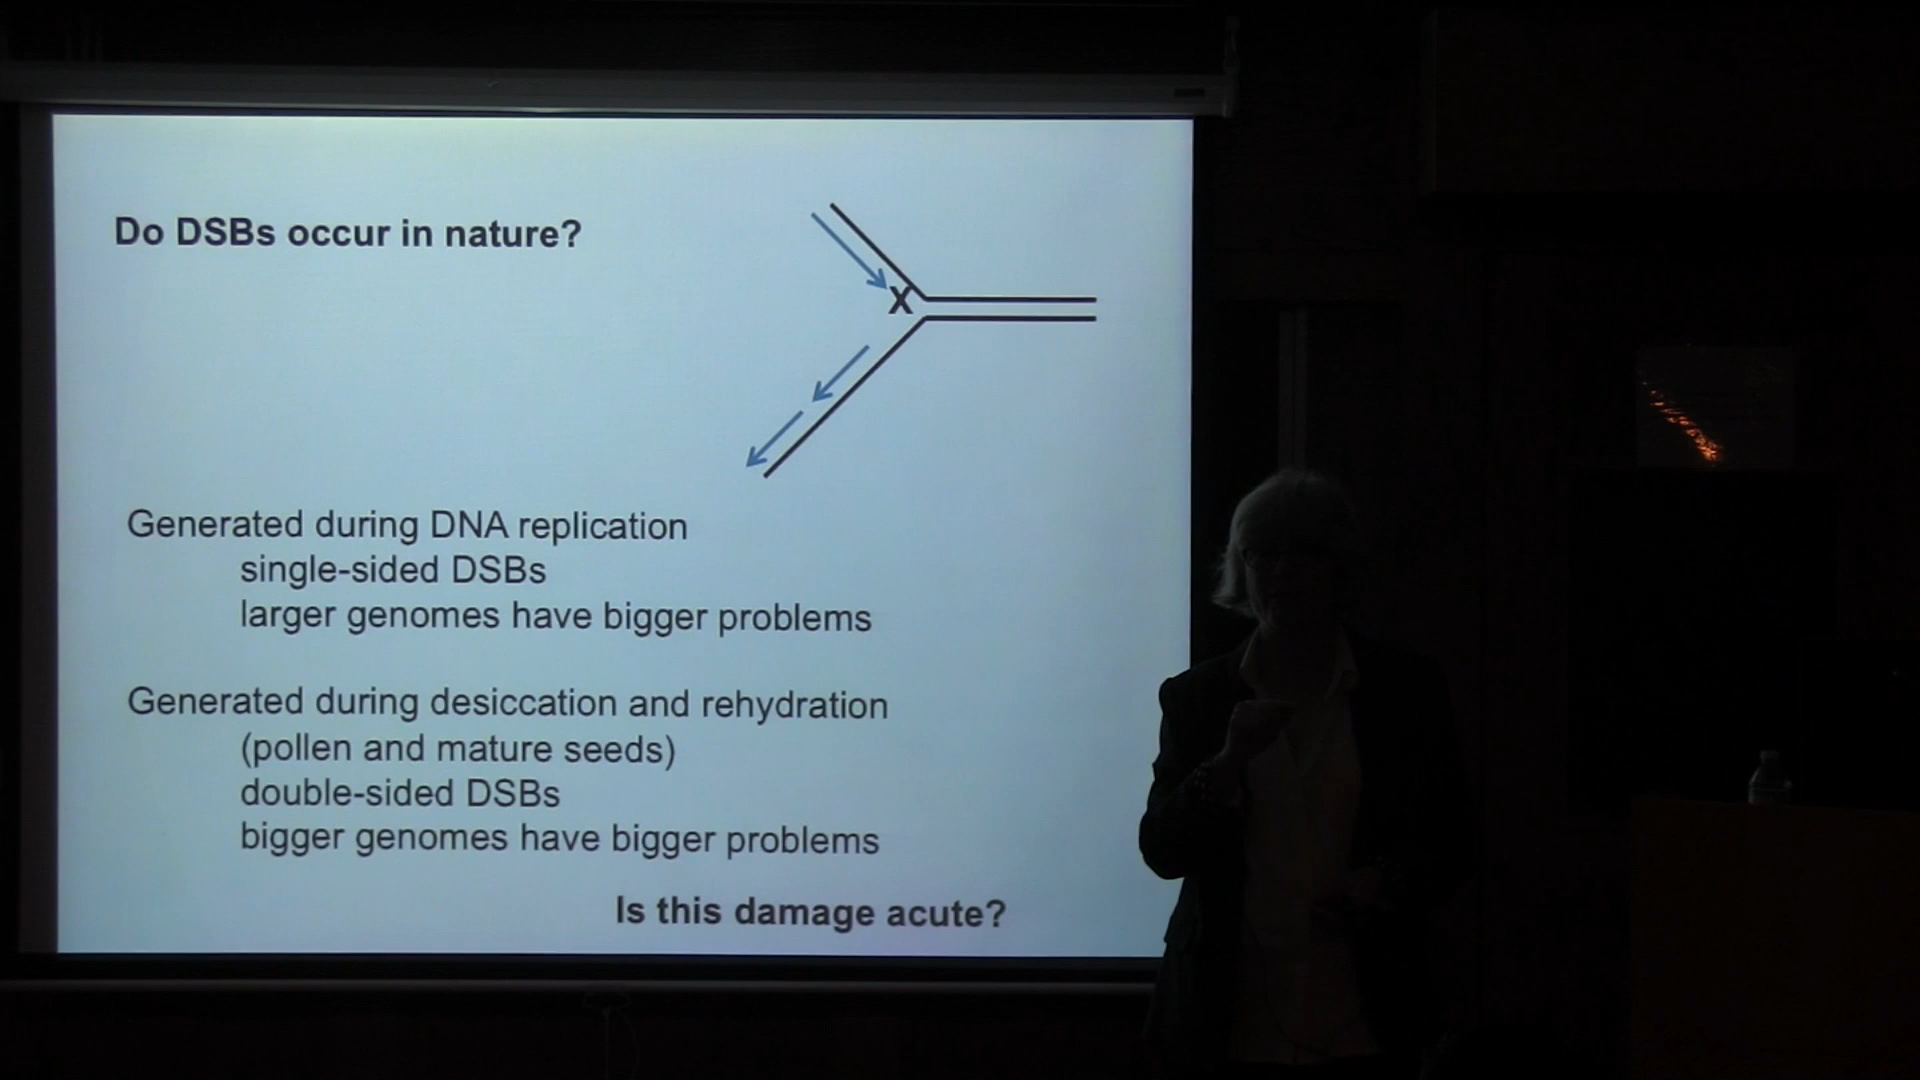 Do DSBs occur in nature?
X
Generated during DNA replication
single-sided DSBs
larger genomes have bigger problems
Generated during desiccation and rehydration
(pollen and mature seeds)
double-sided DSBs
bigger genomes have bigger problems
Is this damage acute?